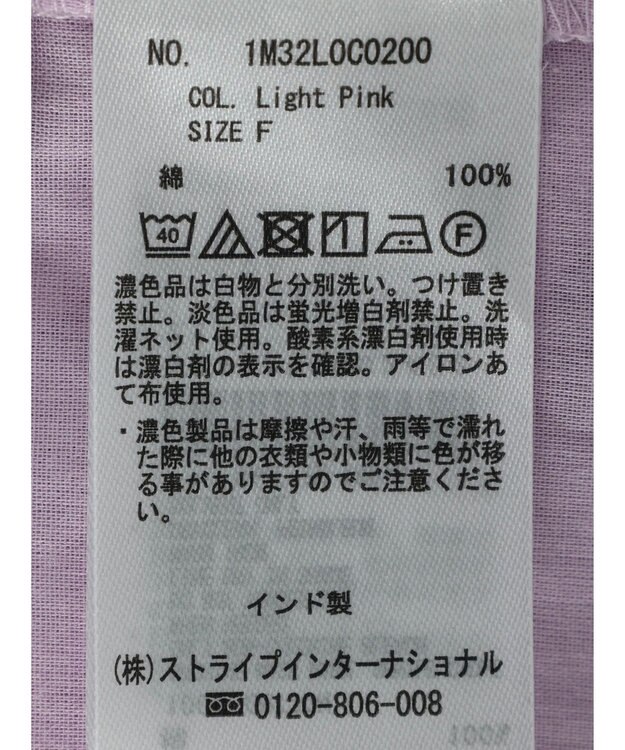 NO. 1M32L0C0200
COL. Light Pink
SIZE F
綿 100%
40 F
濃色品は白物と分別洗い。つけ置き
禁止。淡色品は蛍光増白剤禁止。洗
濯ネット使用。酸素系漂白剤使用時
は漂白剤の表示を確認。アイロンあ
て布使用。
・濃色製品は摩擦や汗、雨等で濡れ
た際に他の衣類や小物類に色が移
る事がありますのでご注意くださ
い。
インド製
(株)ストライプインターナショナル
0120-806-008